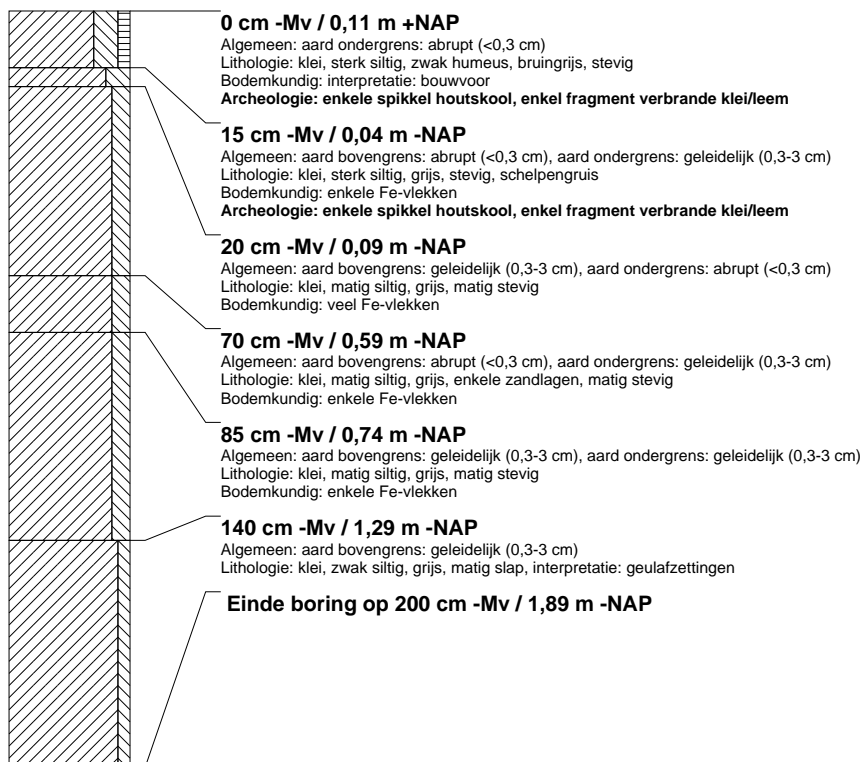 0 cm -Mv / 0,11 m +NAP
Algemeen: aard ondergrens: abrupt (<0,3 cm)
Lithologie: klei, sterk siltig, zwak humeus, bruingrijs, stevig
Bodemkundig: interpretatie: bouwvoor
Archeologie: enkele spikkel houtskool, enkel fragment verbrande klei/leem
15 cm -Mv / 0,04 m -NAP
Algemeen: aard bovengrens: abrupt (<0,3 cm), aard ondergrens: geleidelijk (0,3-3 cm)
Lithologie: klei, sterk siltig, grijs, stevig, schelpengruis
Bodemkundig: enkele Fe-vlekken
Archeologie: enkele spikkel houtskool, enkel fragment verbrande klei/leem
20 cm -Mv / 0,09 m -NAP
Algemeen: aard bovengrens: geleidelijk (0,3-3 cm), aard ondergrens: abrupt (<0,3 cm)
Lithologie: klei, matig siltig, grijs, matig stevig
Bodemkundig: veel Fe-vlekken
70 cm -Mv / 0,59 m -NAP
Algemeen: aard bovengrens: abrupt (<0,3 cm), aard ondergrens: geleidelijk (0,3-3 cm)
Lithologie: klei, matig siltig, grijs, enkele zandlagen, matig stevig
Bodemkundig: enkele Fe-vlekken
85 cm -Mv / 0,74 m -NAP
Algemeen: aard bovengrens: geleidelijk (0,3-3 cm), aard ondergrens: geleidelijk (0,3-3 cm)
Lithologie: klei, matig siltig, grijs, matig stevig
Bodemkundig: enkele Fe-vlekken
140 cm -Mv / 1,29 m -NAP
Algemeen: aard bovengrens: geleidelijk (0,3-3 cm)
Lithologie: klei, zwak siltig, grijs, matig slap, interpretatie: geulafzettingen
Einde boring op 200 cm -Mv / 1,89 m -NAP